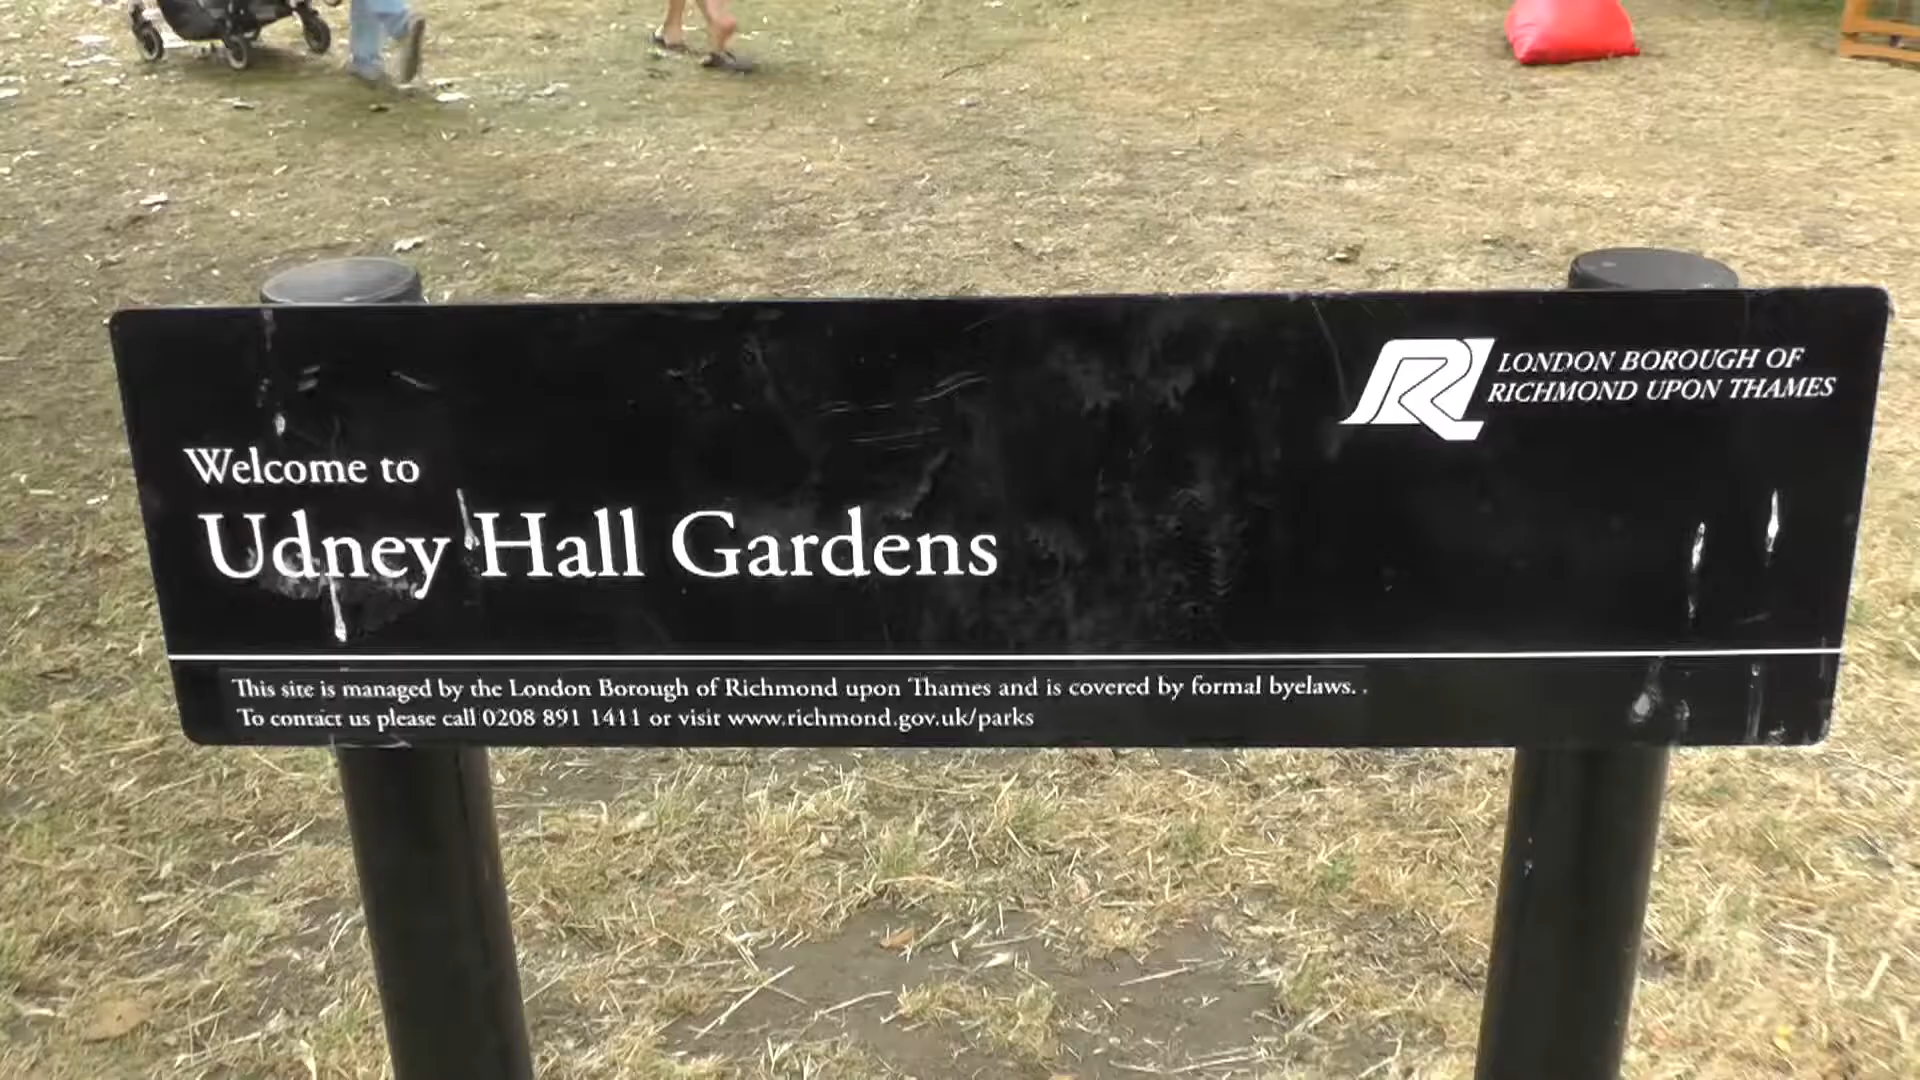 LONDON BOROUGH OF
RICHMOND UPON THAMES
Welcome to
Udney Hall Gardens
This site is managed by the London Borough of Richmond upon Thames and is covered by formal byelaws. .
To contact us please call 0208 891 1411 or visit www.richmond.gov.uk/parks